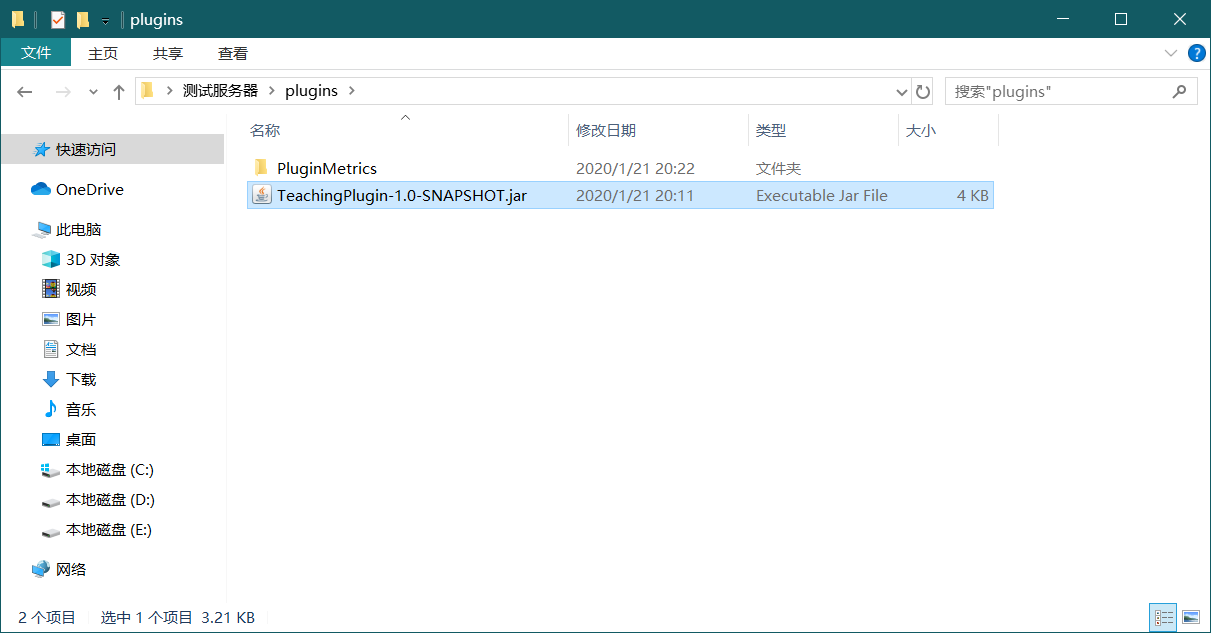 plugins
文件 主页 共享 查看
测试服务器 plugins 搜索"plugins"
名称 修改日期 类型 大小
PluginMetrics 2020/1/21 20:22 文件夹
TeachingPlugin-1.0-SNAPSHOT.jar 2020/1/21 20:11 Executable Jar File 4 KB
快速访问
OneDrive
此电脑
3D 对象
视频
图片
文档
下载
音乐
桌面
本地磁盘 (C:)
本地磁盘 (D:)
本地磁盘 (E:)
网络
2 个项目 选中 1 个项目 3.21 KB